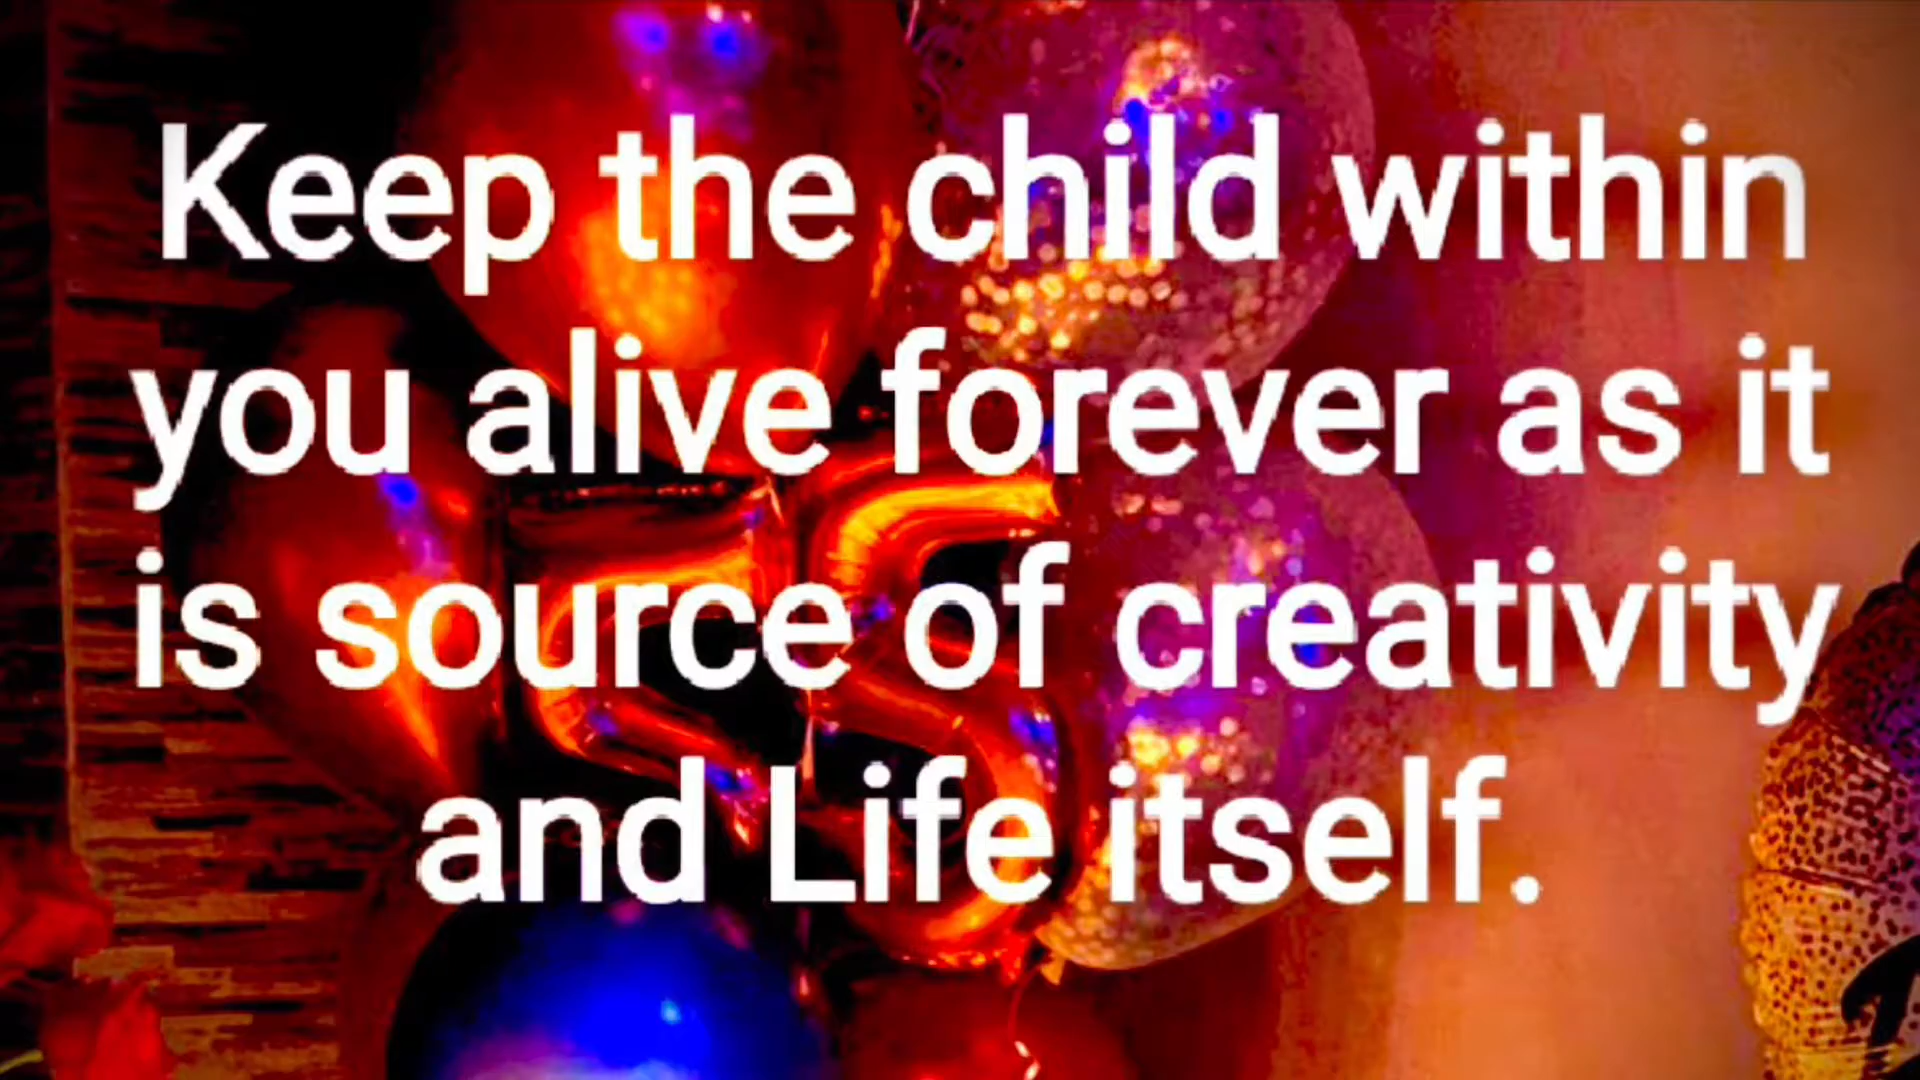 Keep the child within
you alive forever as it
is source of creativity
and Life itself.